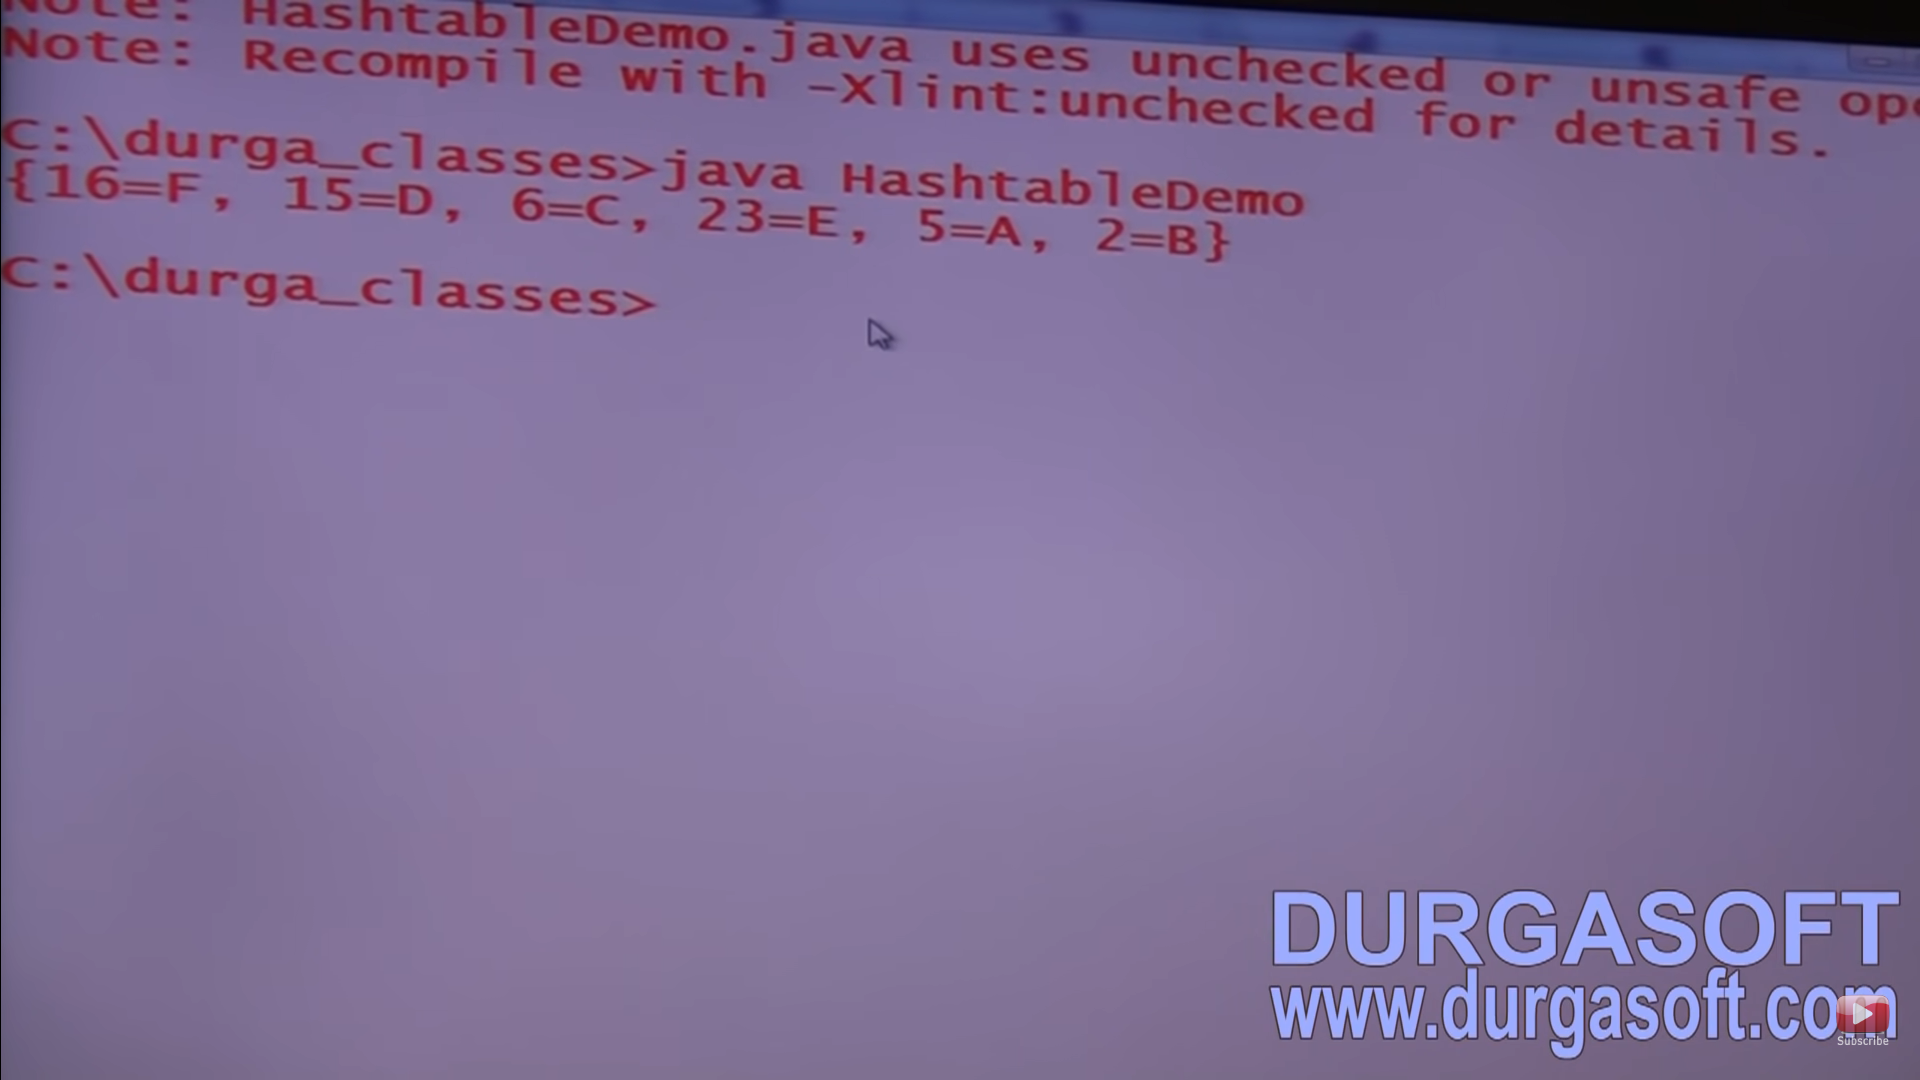 Note: HashtableDemo.java uses unchecked or unsafe
Note: Recompile with -Xlint:unchecked for details.
C:\durga_classes>java HashtableDemo
{16=F, 15=D, 6=C, 23=E, 5=A, 2=B}
C:\durga_classes>
DURGASOFT
www.durgasoft.com
Subscribe